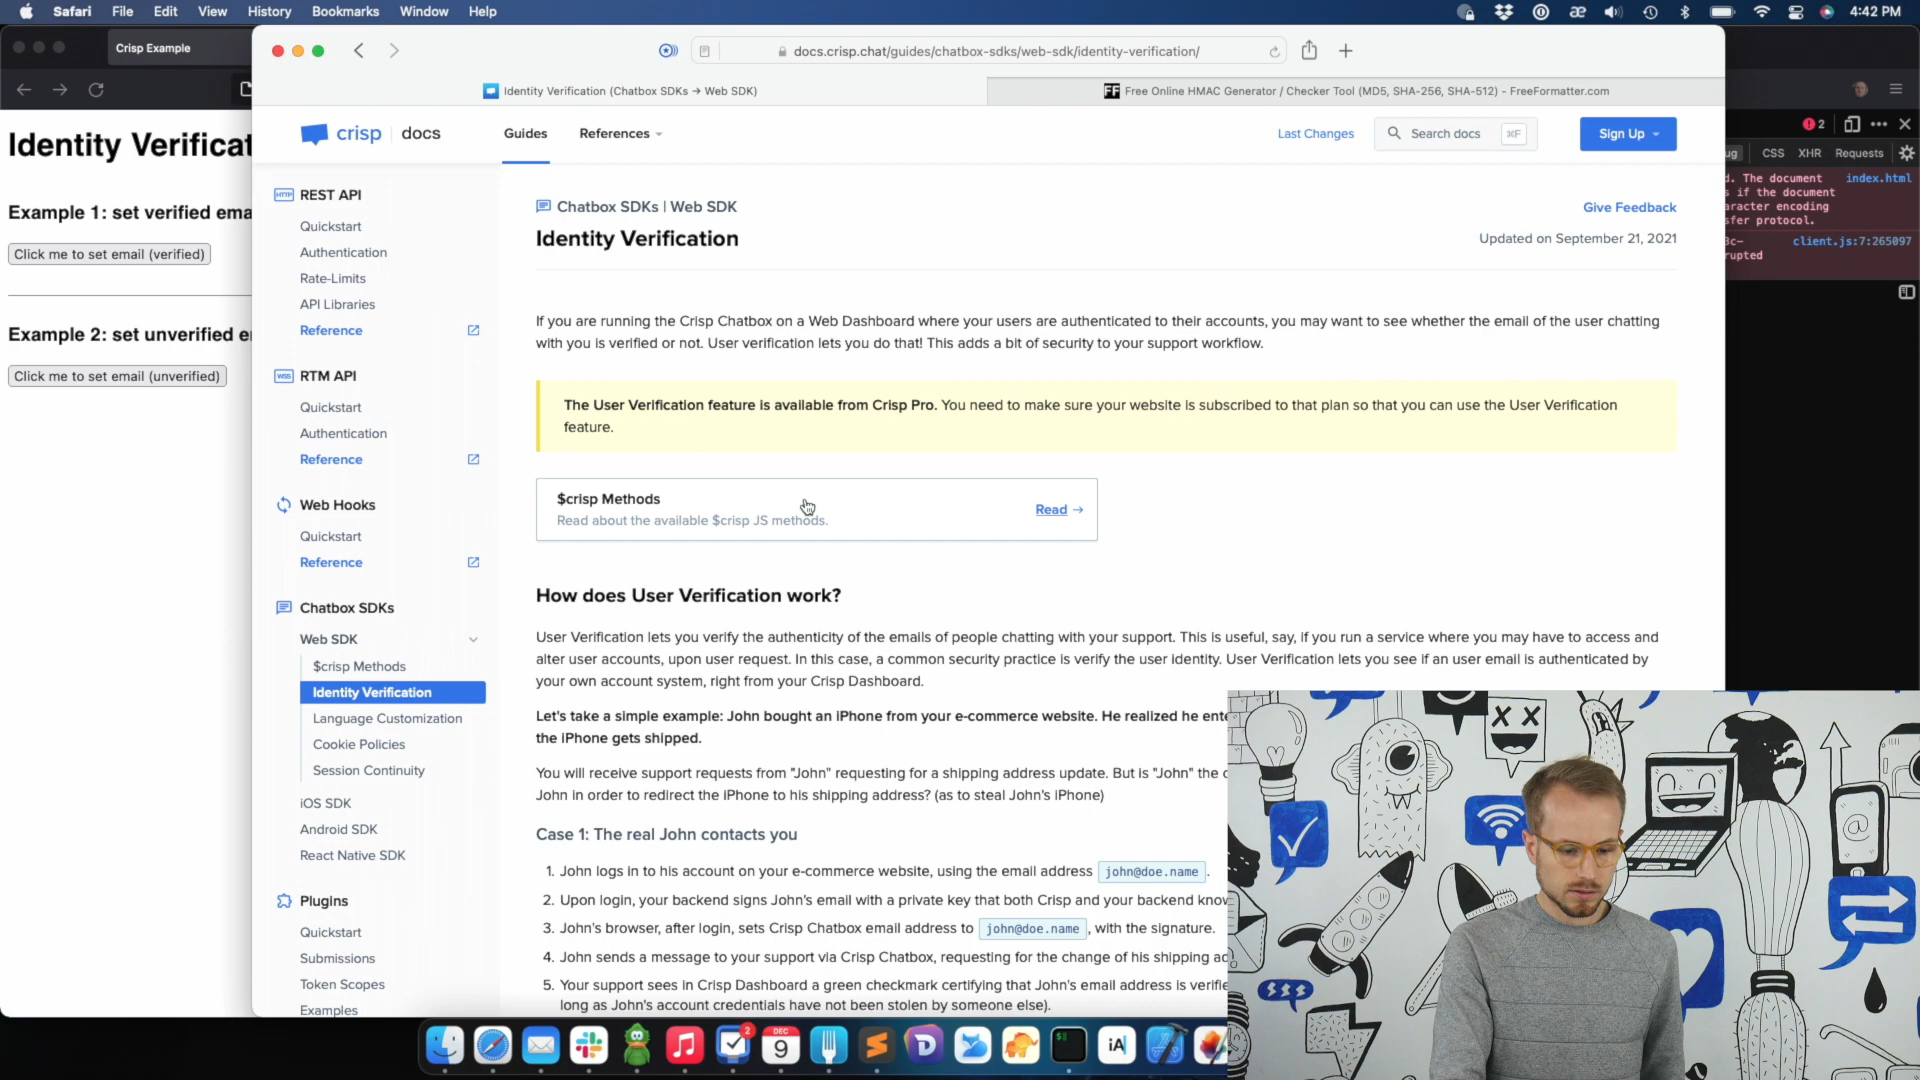 Safari File Edit View History Bookmarks Window Help
4:42 PM
Crisp Example
docs.crisp.chat/guides/chatbox-sdks/web-sdk/identity-verification/
Identity Verification (Chatbox SDKs → Web SDK)
Free Online HMAC Generator / Checker Tool (MD5, SHA-256, SHA-512) - FreeFormatter.com
crisp docs
Guides
References
Last Changes
Search docs
⌘F
Sign Up
2
CSS XHR Requests
d. The document index.html
s if the document
aracter encoding
sfer protocol.
client.js:7:265097
Identity Verificat
Example 1: set verified ema
Click me to set email (verified)
Example 2: set unverified e
Click me to set email (unverified)
HTTP
REST API
Quickstart
Authentication
Rate-Limits
API Libraries
Reference
WSS
RTM API
Quickstart
Authentication
Reference
Web Hooks
Quickstart
Reference
Chatbox SDKs
Web SDK
$crisp Methods
Identity Verification
Language Customization
Cookie Policies
Session Continuity
iOS SDK
Android SDK
React Native SDK
Plugins
Quickstart
Submissions
Token Scopes
Examples
Chatbox SDKs | Web SDK
Give Feedback
Identity Verification
Updated on September 21, 2021
If you are running the Crisp Chatbox on a Web Dashboard where your users are authenticated to their accounts, you may want to see whether the email of the user chatting
with you is verified or not. User verification lets you do that! This adds a bit of security to your support workflow.
The User Verification feature is available from Crisp Pro. You need to make sure your website is subscribed to that plan so that you can use the User Verification
feature.
$crisp Methods
Read about the available $crisp JS methods.
Read →
How does User Verification work?
User Verification lets you verify the authenticity of the emails of people chatting with your support. This is useful, say, if you run a service where you may have to access and
alter user accounts, upon user request. In this case, a common security practice is verify the user identity. User Verification lets you see if an user email is authenticated by
your own account system, right from your Crisp Dashboard.
Let's take a simple example: John bought an iPhone from your e-commerce website. He realized he ente
the iPhone gets shipped.
You will receive support requests from "John" requesting for a shipping address update. But is "John" the
John in order to redirect the iPhone to his shipping address? (as to steal John's iPhone)
Case 1: The real John contacts you
1. John logs in to his account on your e-commerce website, using the email address john@doe.name.
2. Upon login, your backend signs John's email with a private key that both Crisp and your backend know
3. John's browser, after login, sets Crisp Chatbox email address to john@doe.name, with the signature.
4. John sends a message to your support via Crisp Chatbox, requesting for the change of his shipping ad
5. Your support sees in Crisp Dashboard a green checkmark certifying that John's email address is verifie
long as John's account credentials have not been stolen by someone else).
2
DEC
9
iA